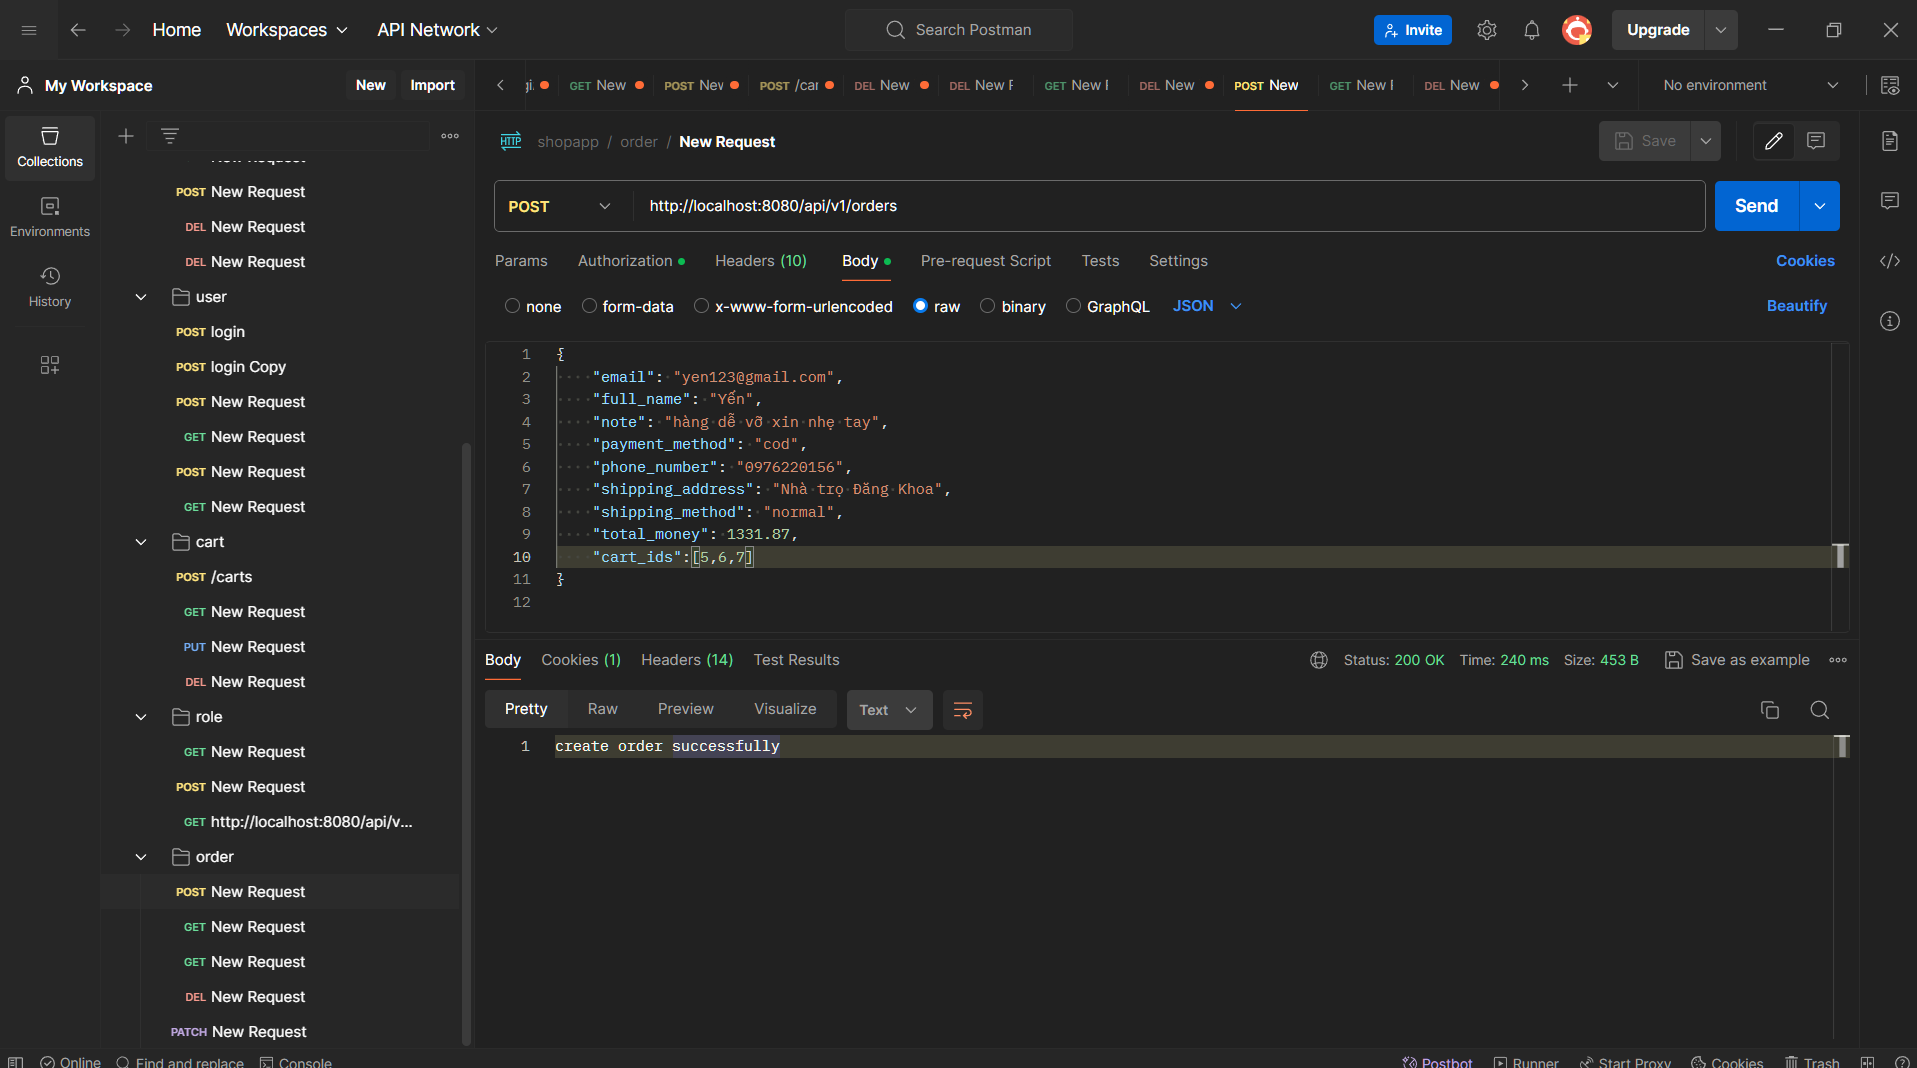 Home
Workspaces
API Network
Search Postman
Invite
Upgrade
My Workspace
New
Import
GET New
POST Nev
POST /car
DEL New
DEL New F
GET New I
DEL New
POST New
GET New I
DEL New
No environment
Collections
Environments
History
POST New Request
DEL New Request
DEL New Request
user
POST login
POST login Copy
POST New Request
GET New Request
POST New Request
GET New Request
cart
POST /carts
GET New Request
PUT New Request
DEL New Request
role
GET New Request
POST New Request
GET http://localhost:8080/api/v...
order
POST New Request
GET New Request
GET New Request
DEL New Request
PATCH New Request
HTTP shopapp / order / New Request
Save
POST
http://localhost:8080/api/v1/orders
Send
Params
Authorization
Headers (10)
Body
Pre-request Script
Tests
Settings
Cookies
none
form-data
x-www-form-urlencoded
raw
binary
GraphQL
JSON
Beautify
1 {
2 "email": "yen123@gmail.com",
3 "full_name": "Yến",
4 "note": "hàng dễ vỡ xin nhẹ tay",
5 "payment_method": "cod",
6 "phone_number": "0976220156",
7 "shipping_address": "Nhà trọ Đăng Khoa",
8 "shipping_method": "normal",
9 "total_money": 1331.87,
10 "cart_ids":[5,6,7]
11 }
12
Body
Cookies (1)
Headers (14)
Test Results
Status: 200 OK
Time: 240 ms
Size: 453 B
Save as example
Pretty
Raw
Preview
Visualize
Text
1 create order successfully
Online
Find and replace
Console
Postbot
Runner
Start Proxy
Cookies
Trash